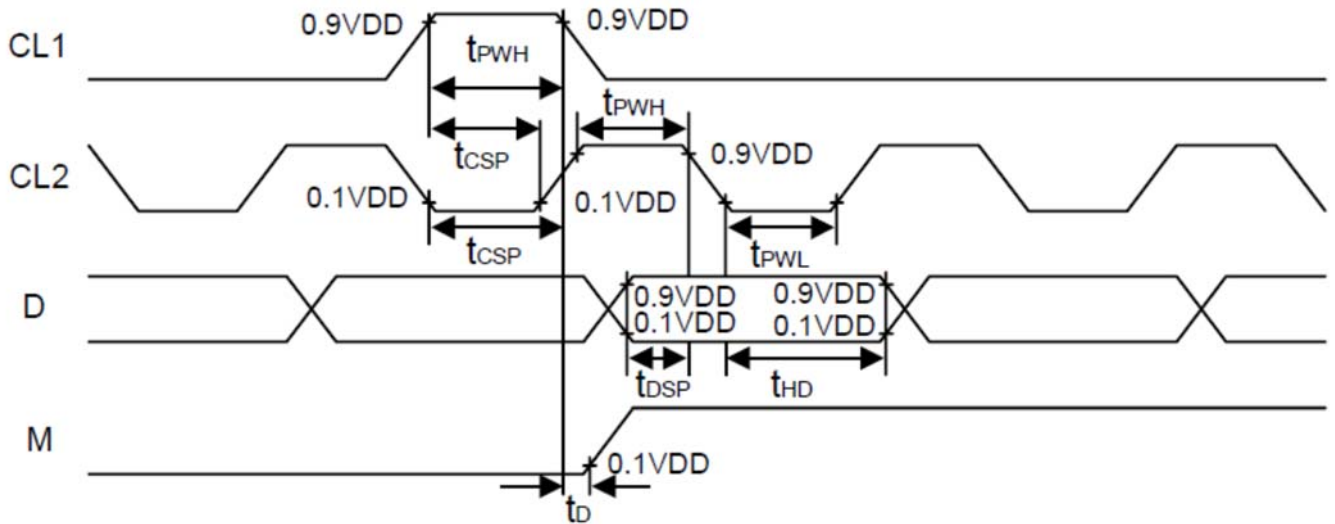 0.9VDD 0.9VDD
CL1
tPWH
tPWH
tCSP
CL2 0.9VDD
0.1VDD 0.1VDD
tCSP tPWL
D 0.9VDD 0.9VDD
0.1VDD 0.1VDD
tDSP tHD
M
0.1VDD
tD